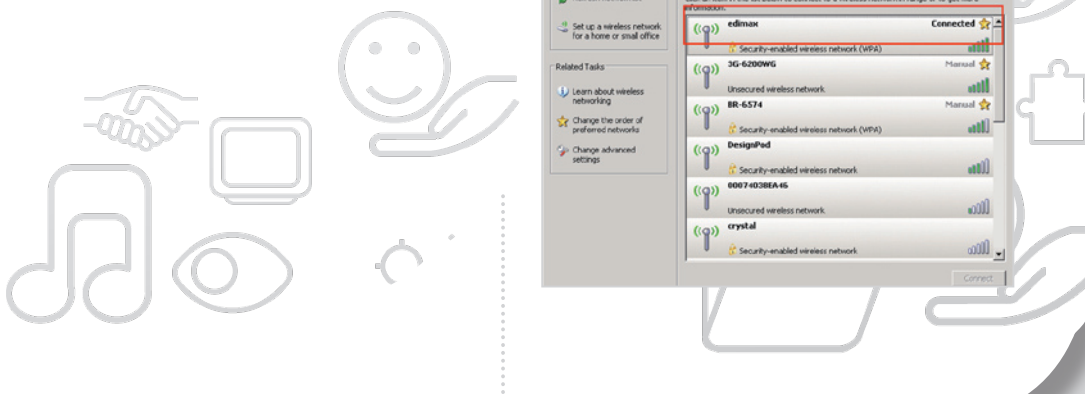 information.
Set up a wireless network
for a home or small office
Related Tasks
Learn about wireless
networking
Change the order of
preferred networks
Change advanced
settings
edimax
Connected
Security-enabled wireless network (WPA)
3G-6200WG
Manual
Unsecured wireless network
BR-6574
Manual
Security-enabled wireless network (WPA)
DesignPod
Security-enabled wireless network
0007403BEA46
Unsecured wireless network
crystal
Security-enabled wireless network
Connect